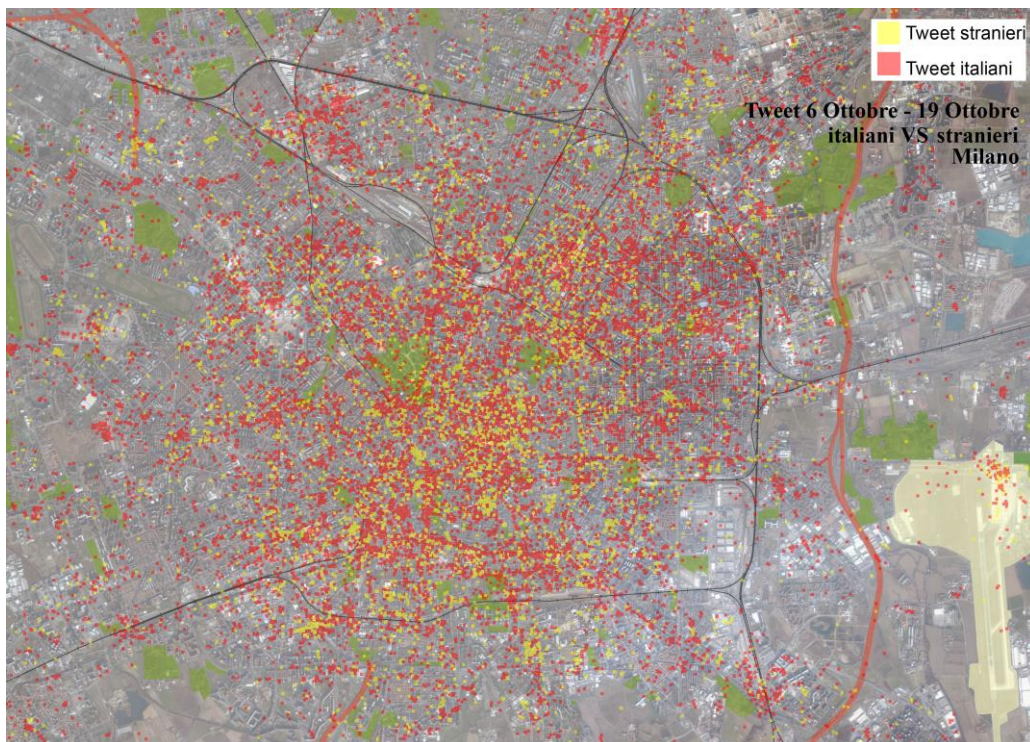 Tweet stranieri
Tweet italiani
Tweet 6 Ottobre - 19 Ottobre
italiani VS stranieri
Milano